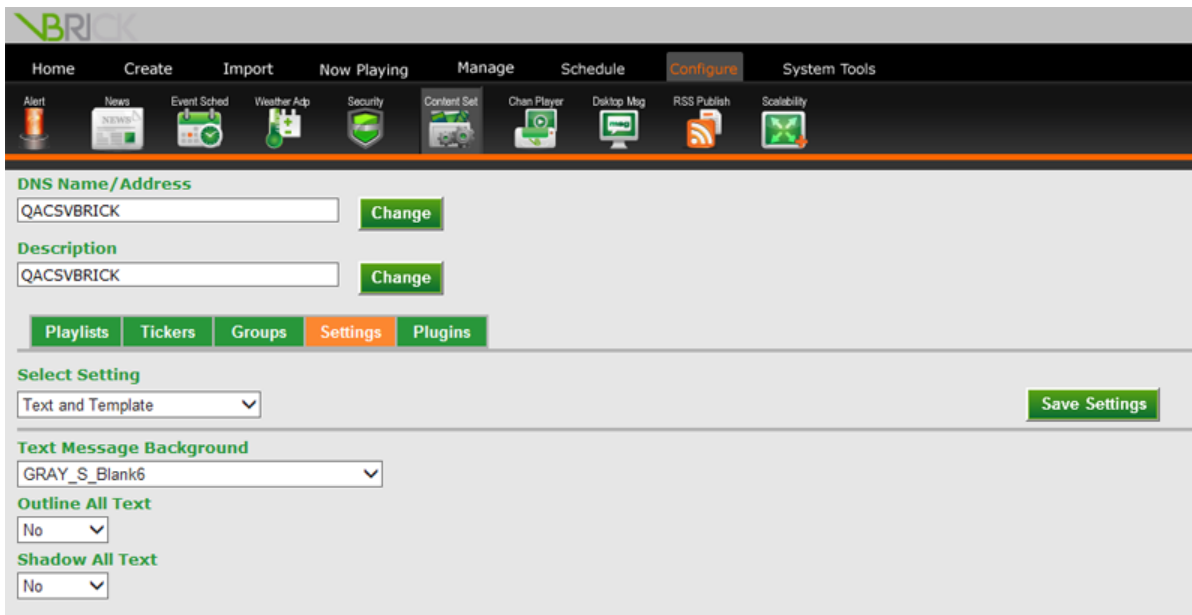 VBRICK
Home Create Import Now Playing Manage Schedule Configure System Tools
Alert News Event Sched Weather Adp Security Content Set Chan Player Dsktop Msg RSS Publish Scalability
NEWS
DNS Name/Address
QACSVBRICK Change
Description
QACSVBRICK Change
Playlists Tickers Groups Settings Plugins
Select Setting
Text and Template Save Settings
Text Message Background
GRAY_S_Blank6
Outline All Text
No
Shadow All Text
No